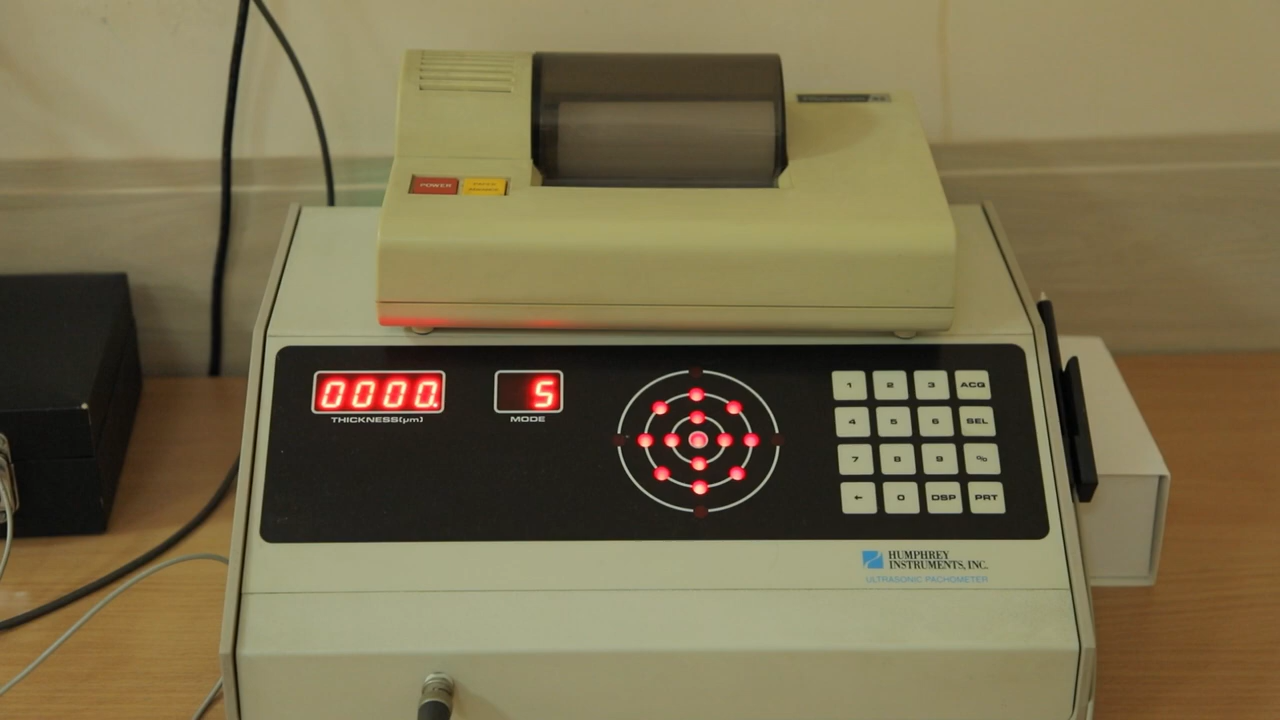 POWER
0000.
THICKNESS(µm)
5
MODE
1 2 3 ACQ
4 5 6 SEL
7 8 9 %
← 0 DSP PRT
HUMPHREY
INSTRUMENTS, INC.
ULTRASONIC PACHOMETER